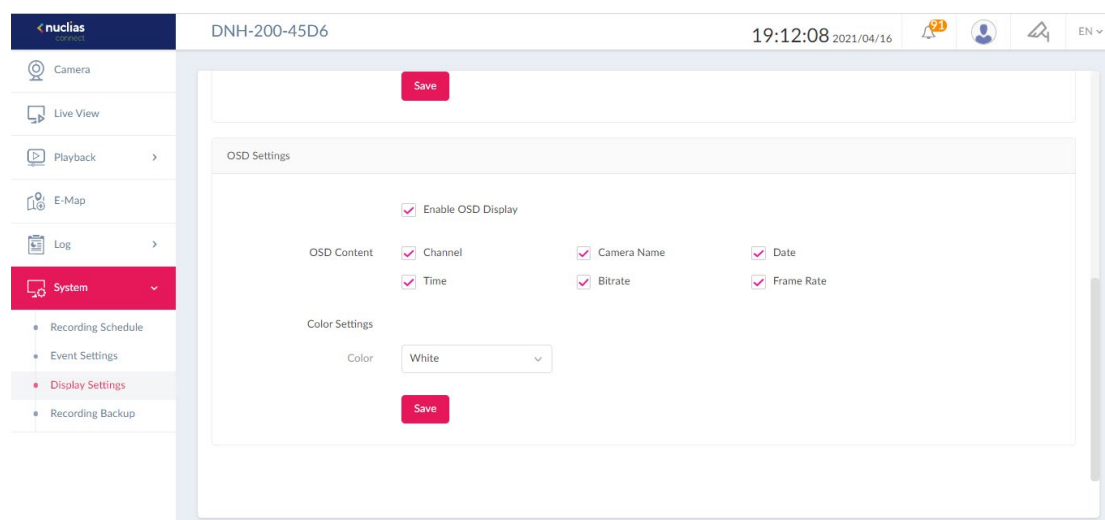 nuclias
connect
DNH-200-45D6
19:12:08 2021/04/16
91
EN
Camera
Live View
Playback
E-Map
Log
System
Recording Schedule
Event Settings
Display Settings
Recording Backup
Save
OSD Settings
Enable OSD Display
OSD Content
Channel
Camera Name
Date
Time
Bitrate
Frame Rate
Color Settings
Color
White
Save